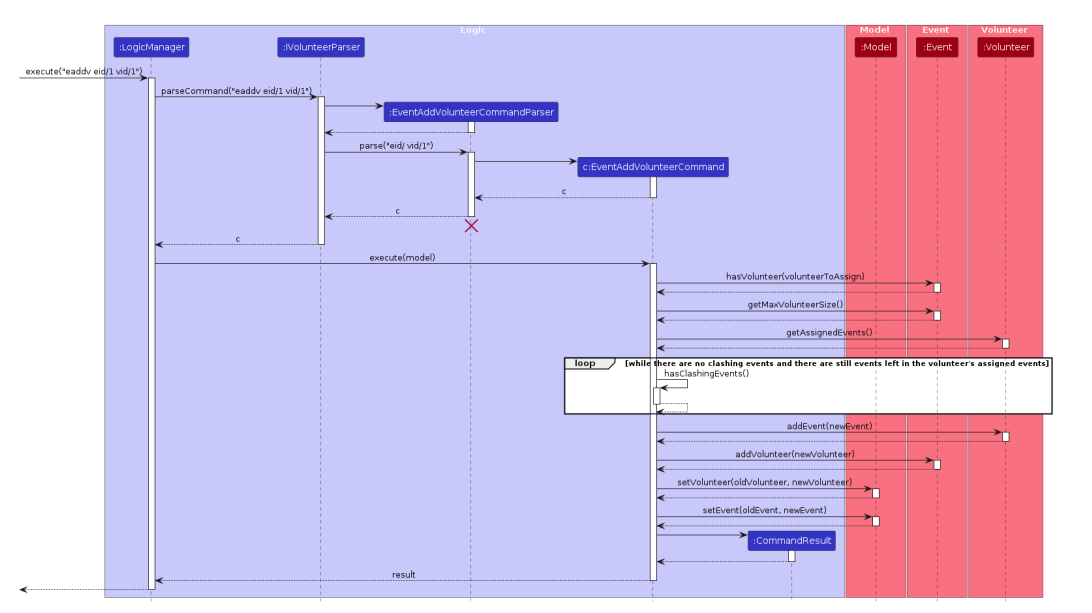 Logic
Model
Event
Volunteer
:LogicManager
:IVolunteerParser
:Model
:Event
:Volunteer
execute("eaddv eid/1 vid/1")
parseCommand("eaddv eid/1 vid/1")
:EventAddVolunteerCommandParser
parse("eid/ vid/1")
c:EventAddVolunteerCommand
c
c
c
execute(model)
hasVolunteer(volunteerToAssign)
getMaxVolunteerSize()
getAssignedEvents()
loop [while there are no clashing events and there are still events left in the volunteer's assigned events]
hasClashingEvents()
addEvent(newEvent)
addVolunteer(newVolunteer)
setVolunteer(oldVolunteer, newVolunteer)
setEvent(oldEvent, newEvent)
:CommandResult
result